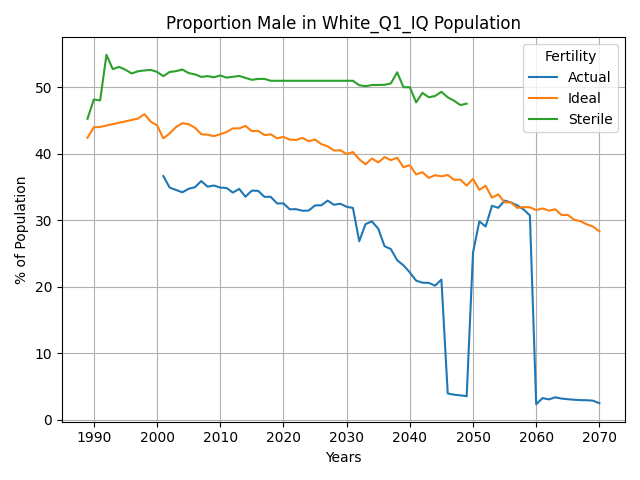 Proportion Male in White_Q1_IQ Population
Fertility
Actual
Ideal
Sterile
% of Population
50
40
30
20
10
0
1990 2000 2010 2020 2030 2040 2050 2060 2070
Years